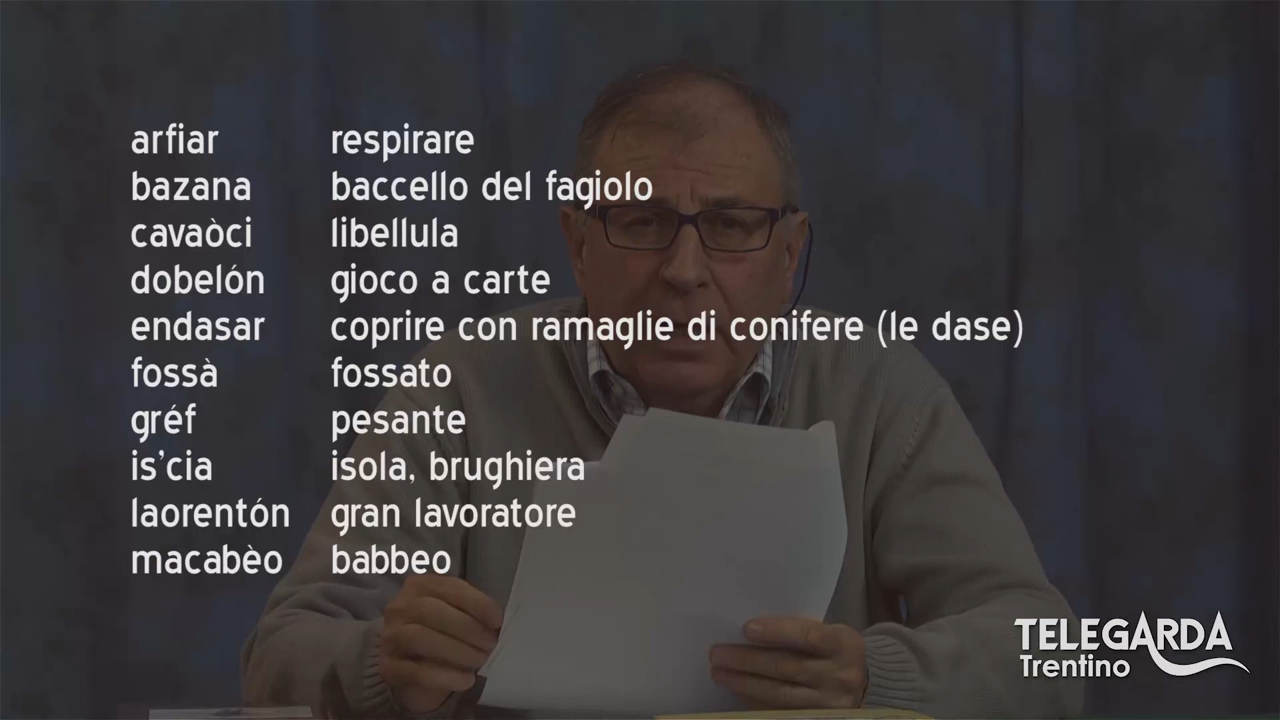 arfiar respirare
bazana baccello del fagiolo
cavaòci libellula
dobelón gioco a carte
endasar coprire con ramaglie di conifere (le dase)
fossà fossato
gréf pesante
is'cia isola, brughiera
laorentón gran lavoratore
macabèo babbeo
TELEGARDA
Trentino